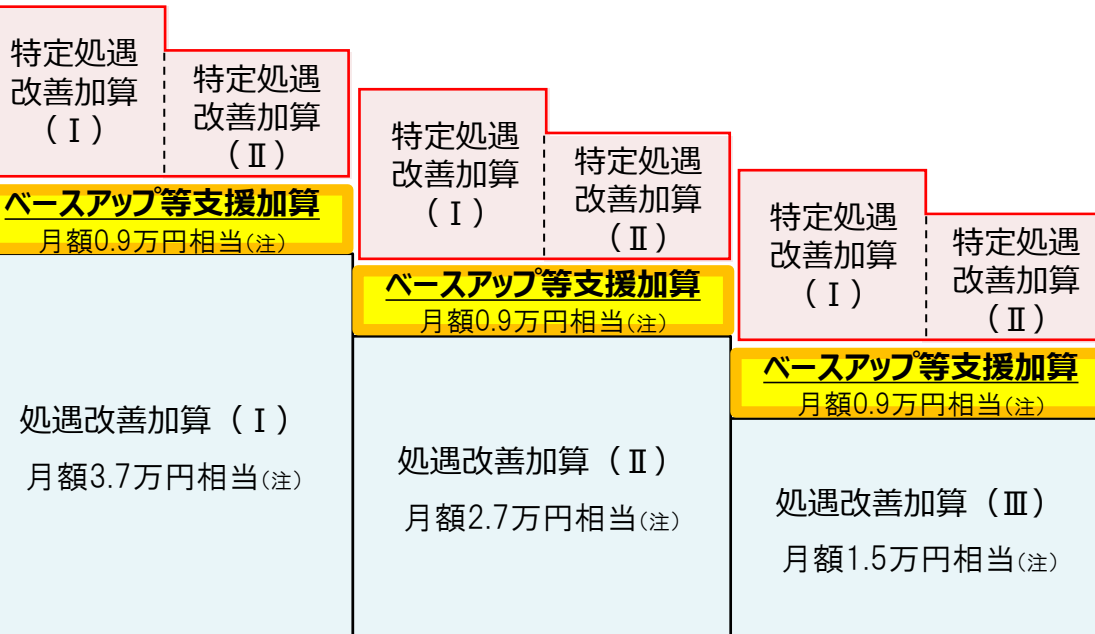 特定処遇
改善加算
（Ⅰ）
特定処遇
改善加算
（Ⅱ）
ベースアップ等支援加算
月額0.9万円相当(注)
処遇改善加算（Ⅰ）
月額3.7万円相当(注)
特定処遇
改善加算
（Ⅰ）
特定処遇
改善加算
（Ⅱ）
ベースアップ等支援加算
月額0.9万円相当(注)
処遇改善加算（Ⅱ）
月額2.7万円相当(注)
特定処遇
改善加算
（Ⅰ）
特定処遇
改善加算
（Ⅱ）
ベースアップ等支援加算
月額0.9万円相当(注)
処遇改善加算（Ⅲ）
月額1.5万円相当(注)